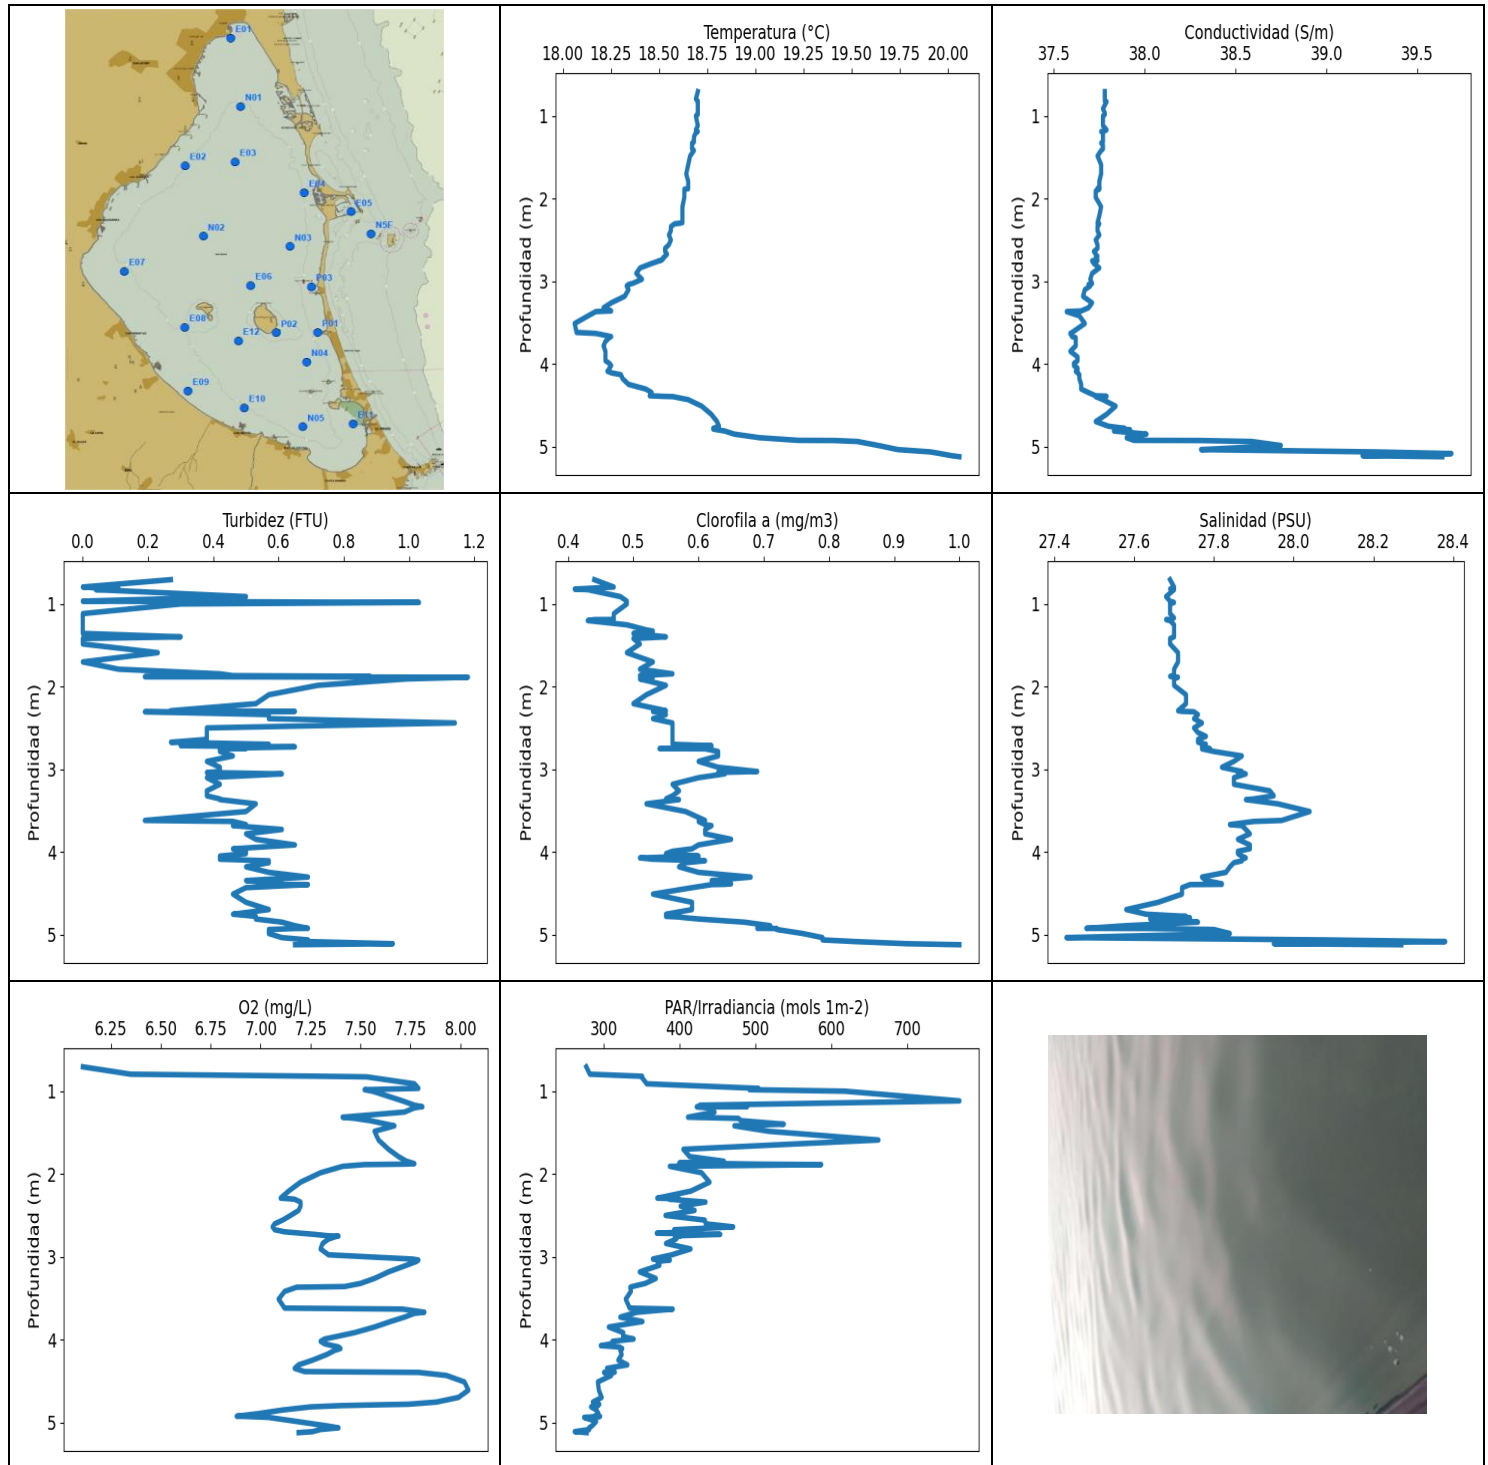 E01
N01
E02
E03
E04
E05
N5F
N02
N03
E07
E06
P03
E08
E12
P02
P01
N04
E09
E10
N05
E11
Temperatura (°C)
18.00 18.25 18.50 18.75 19.00 19.25 19.50 19.75 20.00
Profundidad (m)
1
2
3
4
5
Conductividad (S/m)
37.5 38.0 38.5 39.0 39.5
Profundidad (m)
1
2
3
4
5
Turbidez (FTU)
0.0 0.2 0.4 0.6 0.8 1.0 1.2
Profundidad (m)
1
2
3
4
5
Clorofila a (mg/m3)
0.4 0.5 0.6 0.7 0.8 0.9 1.0
Profundidad (m)
1
2
3
4
5
Salinidad (PSU)
27.4 27.6 27.8 28.0 28.2 28.4
Profundidad (m)
1
2
3
4
5
O2 (mg/L)
6.25 6.50 6.75 7.00 7.25 7.50 7.75 8.00
Profundidad (m)
1
2
3
4
5
PAR/Irradiancia (mols 1m-2)
300 400 500 600 700
Profundidad (m)
1
2
3
4
5